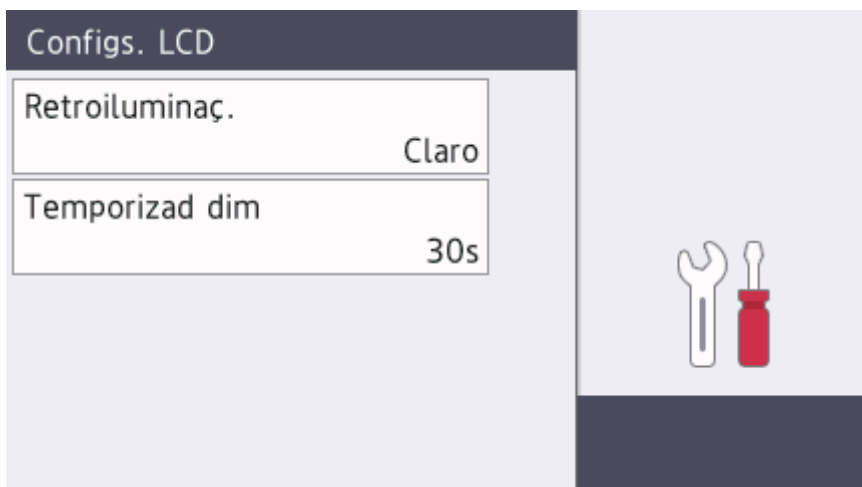 Configs. LCD
Retroiluminaç.
Claro
Temporizad dim
30s